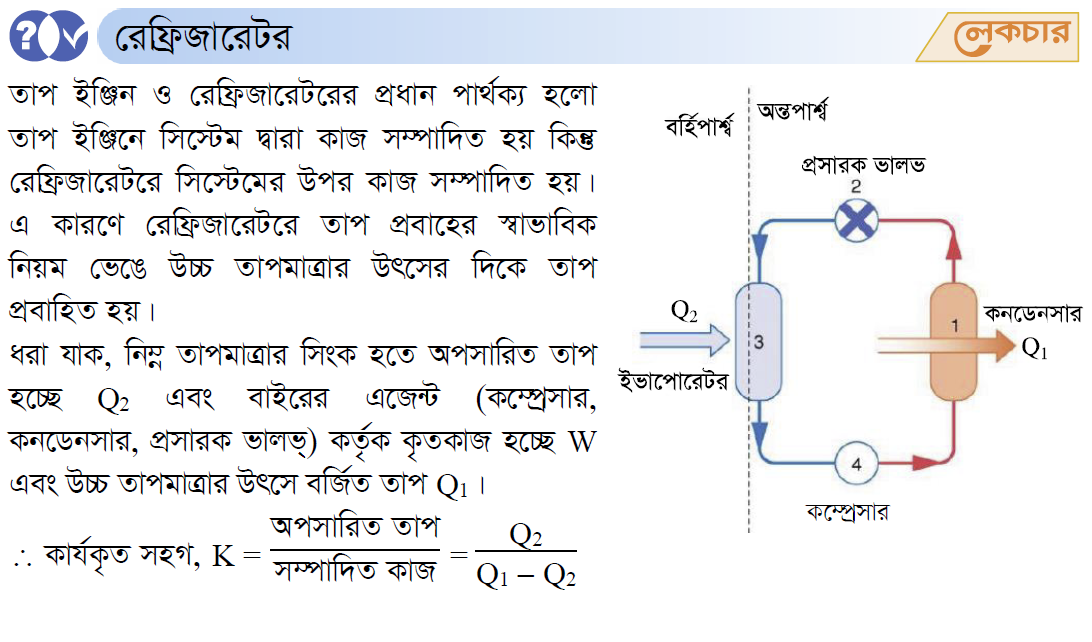 রেফ্রিজারেটর
লেকচার
তাপ ইঞ্জিন ও রেফ্রিজারেটরের প্রধান পার্থক্য হলো
তাপ ইঞ্জিনে সিস্টেম দ্বারা কাজ সম্পাদিত হয় কিন্তু
রেফ্রিজারেটরে সিস্টেমের উপর কাজ সম্পাদিত হয়।
এ কারণে রেফ্রিজারেটরে তাপ প্রবাহের স্বাভাবিক
নিয়ম ভেঙে উচ্চ তাপমাত্রার উৎসের দিকে তাপ
প্রবাহিত হয়।
ধরা যাক, নিম্ন তাপমাত্রার সিংক হতে অপসারিত তাপ
হচ্ছে Q₂ এবং বাইরের এজেন্ট (কম্প্রেসার,
কনডেনসার, প্রসারক ভালভ্) কর্তৃক কৃতকাজ হচ্ছে W
এবং উচ্চ তাপমাত্রার উৎসে বর্জিত তাপ Q₁।
∴ কার্যকৃত সহগ, K = অপসারিত তাপ / সম্পাদিত কাজ = Q₂ / Q₁ – Q₂
বর্হিপার্শ্ব
অন্তপার্শ্ব
প্রসারক ভালভ
2
Q₂
3
ইভাপোরেটর
1
কনডেনসার
Q₁
4
কম্প্রেসার